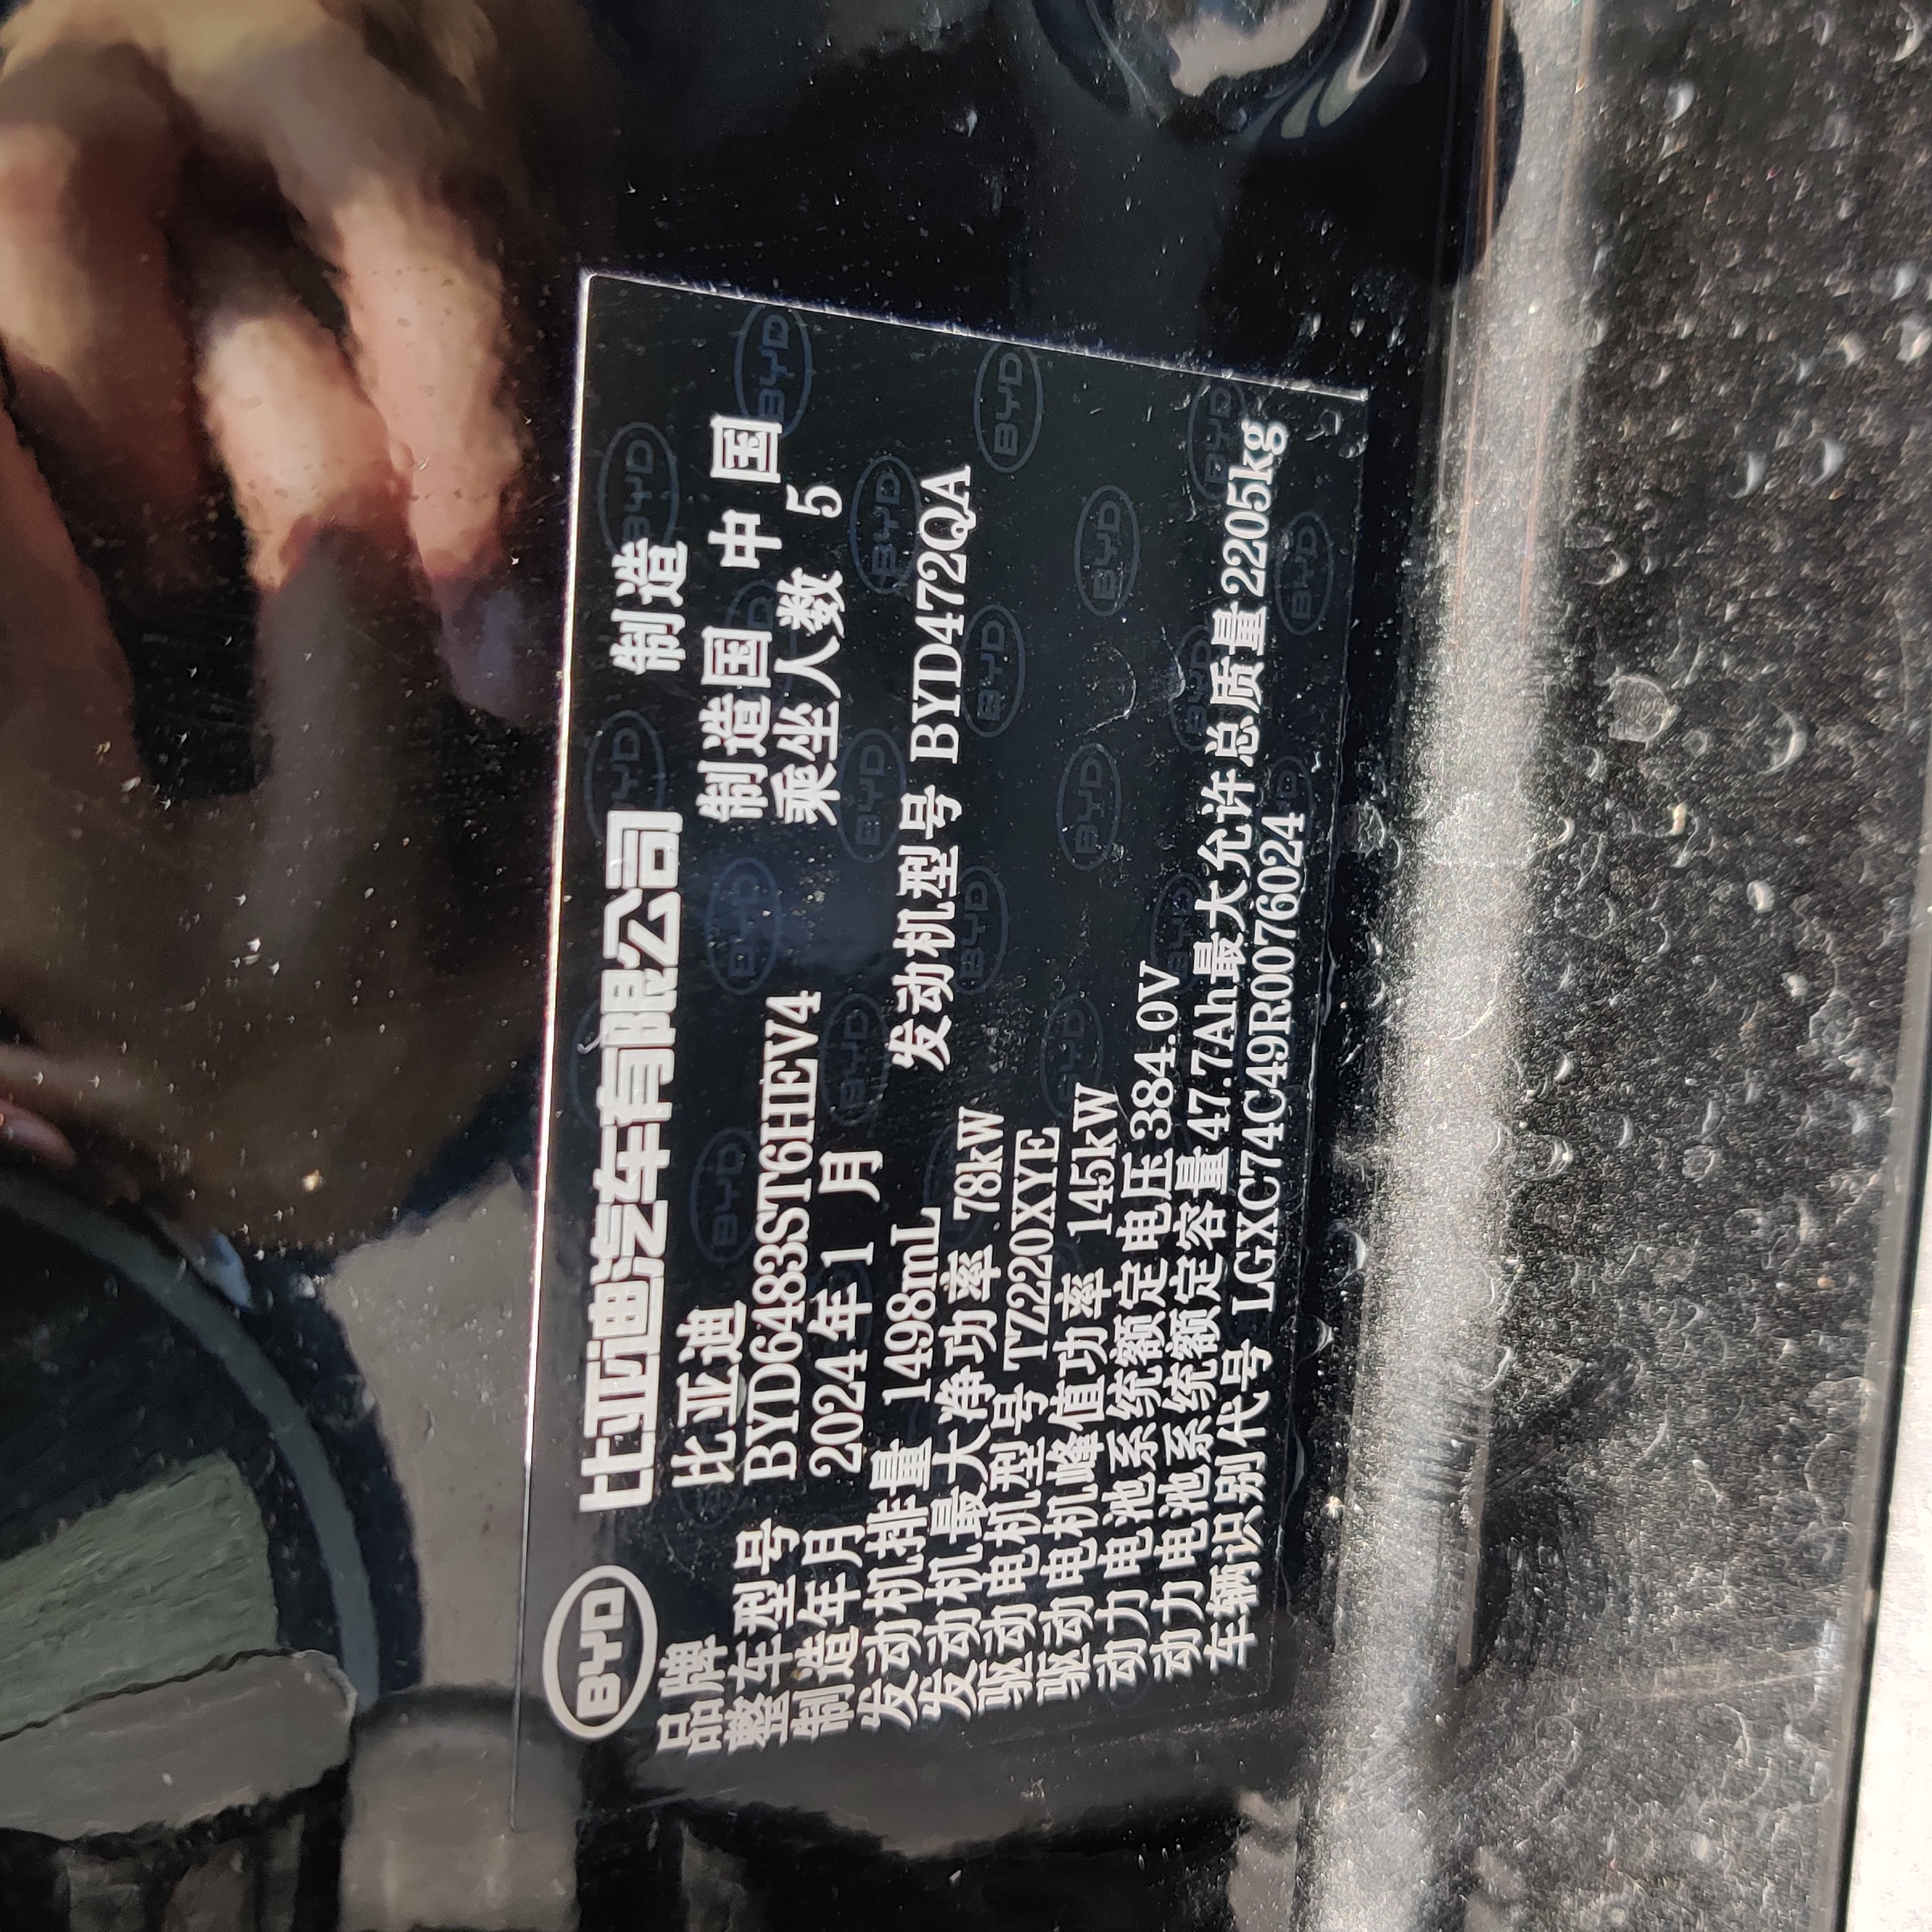 BYD 比亚迪汽车有限公司 制造
品牌 比亚迪 制造国 中国
整车型号 BYD6483ST6HEV4 乘坐人数 5
制造年月 2024年1月
发动机排量 1498mL 发动机型号 BYD472QA
发动机最大净功率 78kW
驱动电机型号 TZ220XYE
驱动电机峰值功率 145kW
动力电池系统额定电压 384.0V
动力电池系统额定容量 47.7Ah 最大允许总质量 2205kg
车辆识别代号 LGXC74C49R0076024